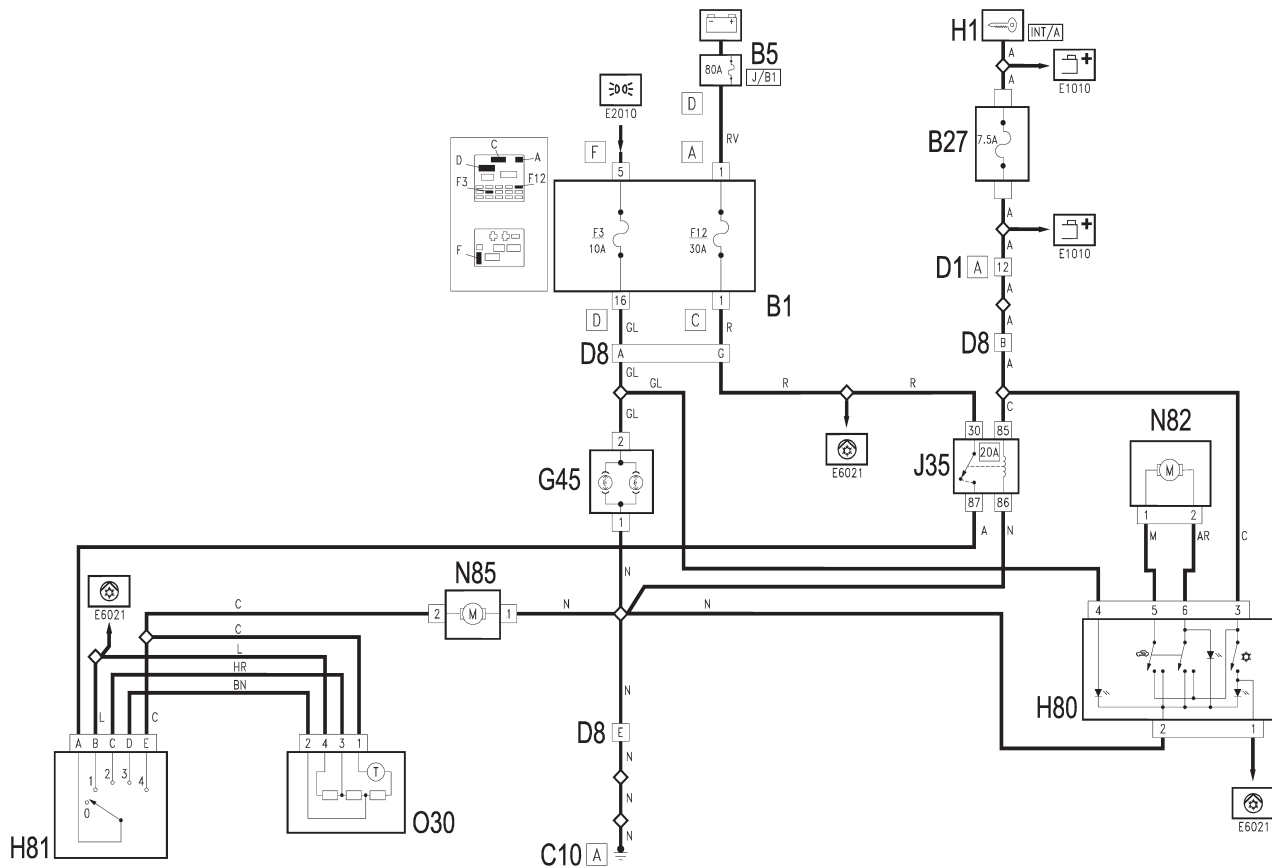 H1
INT/A
A
E1010
A
B5
80A
J/B1
E2010
D
RV
B27
7.5A
C
D
A
F3
F12
F
F
A
5
1
F3
10A
F12
30A
A
E1010
A
D1
A
12
16
1
B1
A
D
GL
C
R
A
D8
A
G
D8
B
GL
A
GL
R
R
GL
C
N82
2
30
85
E6021
20A
J35
M
G45
87
86
1
2
1
A
N
M
AR
C
N85
N
E6021
C
2
M
1
N
N
4
5
6
3
C
L
HR
BN
N
H80
L
C
D8
E
A
B
C
D
E
2
4
3
1
2
1
N
1
2
3
4
T
0
N
E6021
H81
O30
N
C10
A